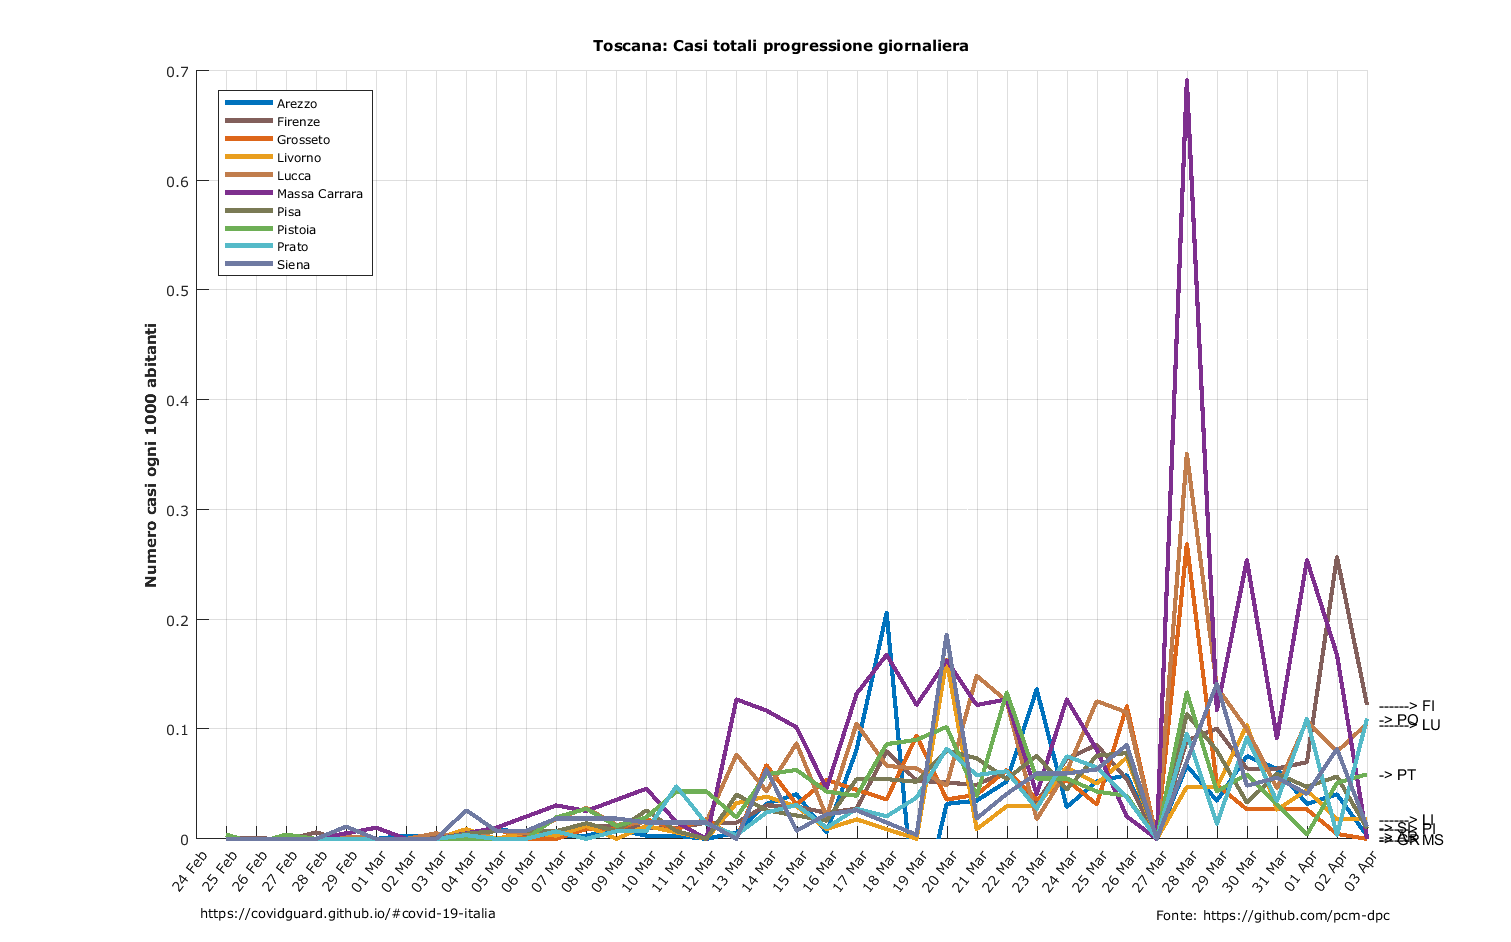 Toscana: Casi totali progressione giornaliera
Numero casi ogni 1000 abitanti
0.7
0.6
0.5
0.4
0.3
0.2
0.1
0
Arezzo
Firenze
Grosseto
Livorno
Lucca
Massa Carrara
Pisa
Pistoia
Prato
Siena
------> FI
-> PO
------> LU
-> PT
-> LI
-> SI
------> PI
-> AR
-> GR
------> MS
24 Feb
25 Feb
26 Feb
27 Feb
28 Feb
29 Feb
01 Mar
02 Mar
03 Mar
04 Mar
05 Mar
06 Mar
07 Mar
08 Mar
09 Mar
10 Mar
11 Mar
12 Mar
13 Mar
14 Mar
15 Mar
16 Mar
17 Mar
18 Mar
19 Mar
20 Mar
21 Mar
22 Mar
23 Mar
24 Mar
25 Mar
26 Mar
27 Mar
28 Mar
29 Mar
30 Mar
31 Mar
01 Apr
02 Apr
03 Apr
https://covidguard.github.io/#covid-19-italia
Fonte: https://github.com/pcm-dpc